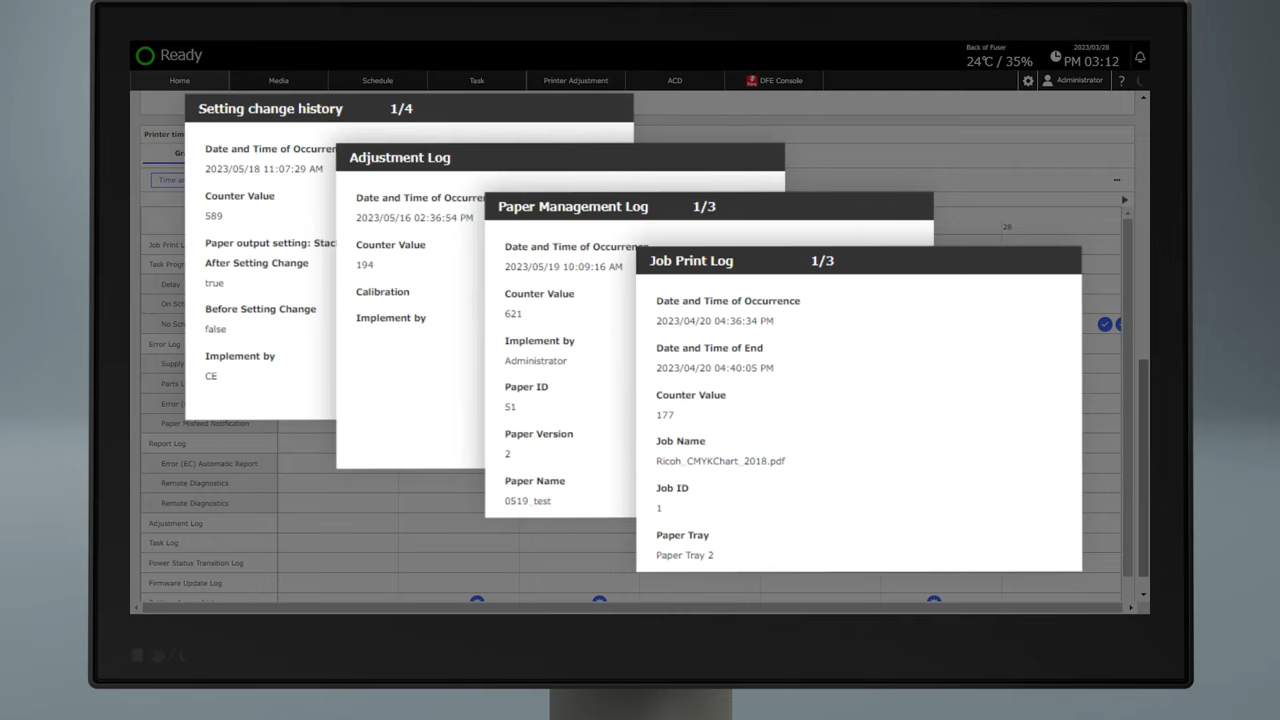 Ready
Back of Fuser
24℃ / 35%
2023/03/28
PM 03:12
Home
Media
Schedule
Task
Printer Adjustment
ACD
DFE Console
Administrator
?
Setting change history 1/4
Date and Time of Occurren
2023/05/18 11:07:29 AM
Counter Value
589
Paper output setting: Stac
After Setting Change
true
Before Setting Change
false
Implement by
CE
Adjustment Log
Date and Time of Occurre
2023/05/16 02:36:54 PM
Counter Value
194
Calibration
Implement by
Paper Management Log 1/3
Date and Time of Occurrence
2023/05/19 10:09:16 AM
Counter Value
621
Implement by
Administrator
Paper ID
51
Paper Version
2
Paper Name
0519_test
Job Print Log 1/3
Date and Time of Occurrence
2023/04/20 04:36:34 PM
Date and Time of End
2023/04/20 04:40:05 PM
Counter Value
177
Job Name
Ricoh_CMYKChart_2018.pdf
Job ID
1
Paper Tray
Paper Tray 2
Printer tim
Gr
Time a
28
Job Print L
Task Prog
Delay
On Sch
No Sc
Error Log
Supply
Parts L
Error (
Paper Misfeed Notification
Report Log
Error (EC) Automatic Report
Remote Diagnostics
Remote Diagnostics
Adjustment Log
Task Log
Power Status Transition Log
Firmware Update Log